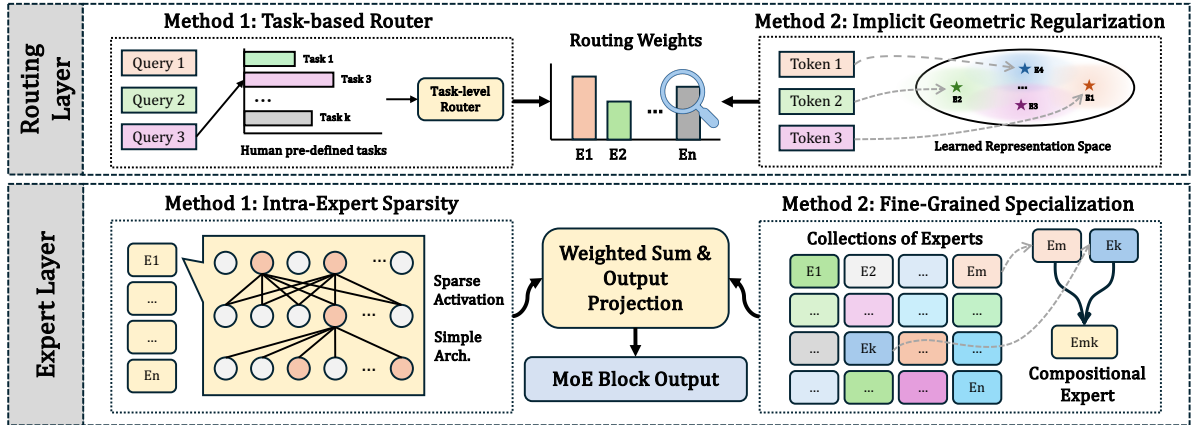 Routing
Layer
Method 1: Task-based Router
Query 1
Query 2
Query 3
Task 1
Task 3
...
Task k
Human pre-defined tasks
Task-level
Router
Routing Weights
...
E1
E2
En
Method 2: Implicit Geometric Regularization
Token 1
Token 2
Token 3
E4
...
E2
E1
E3
Learned Representation Space
Expert Layer
Method 1: Intra-Expert Sparsity
E1
...
...
En
...
...
...
Sparse
Activation
Simple
Arch.
Weighted Sum &
Output
Projection
MoE Block Output
Method 2: Fine-Grained Specialization
Collections of Experts
E1
E2
...
Em
...
...
...
...
...
Ek
...
...
...
...
...
En
Em
Ek
Emk
Compositional
Expert